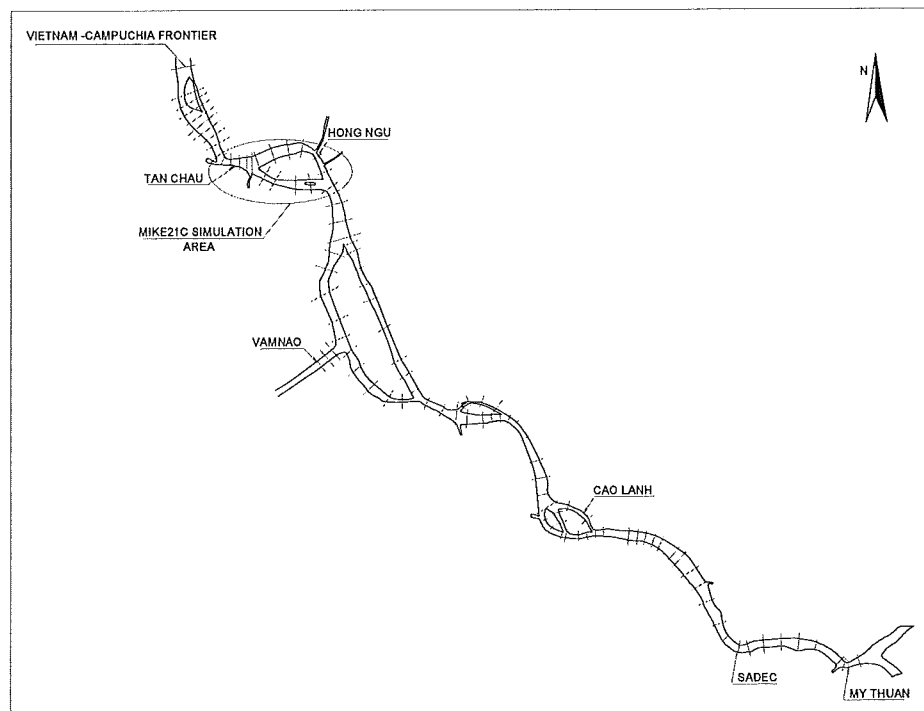 VIETNAM -CAMPUCHIA FRONTIER
N
HONG NGU
TAN CHAU
MIKE21C SIMULATION
AREA
VAMNAO
CAO LANH
SADEC
MY THUAN